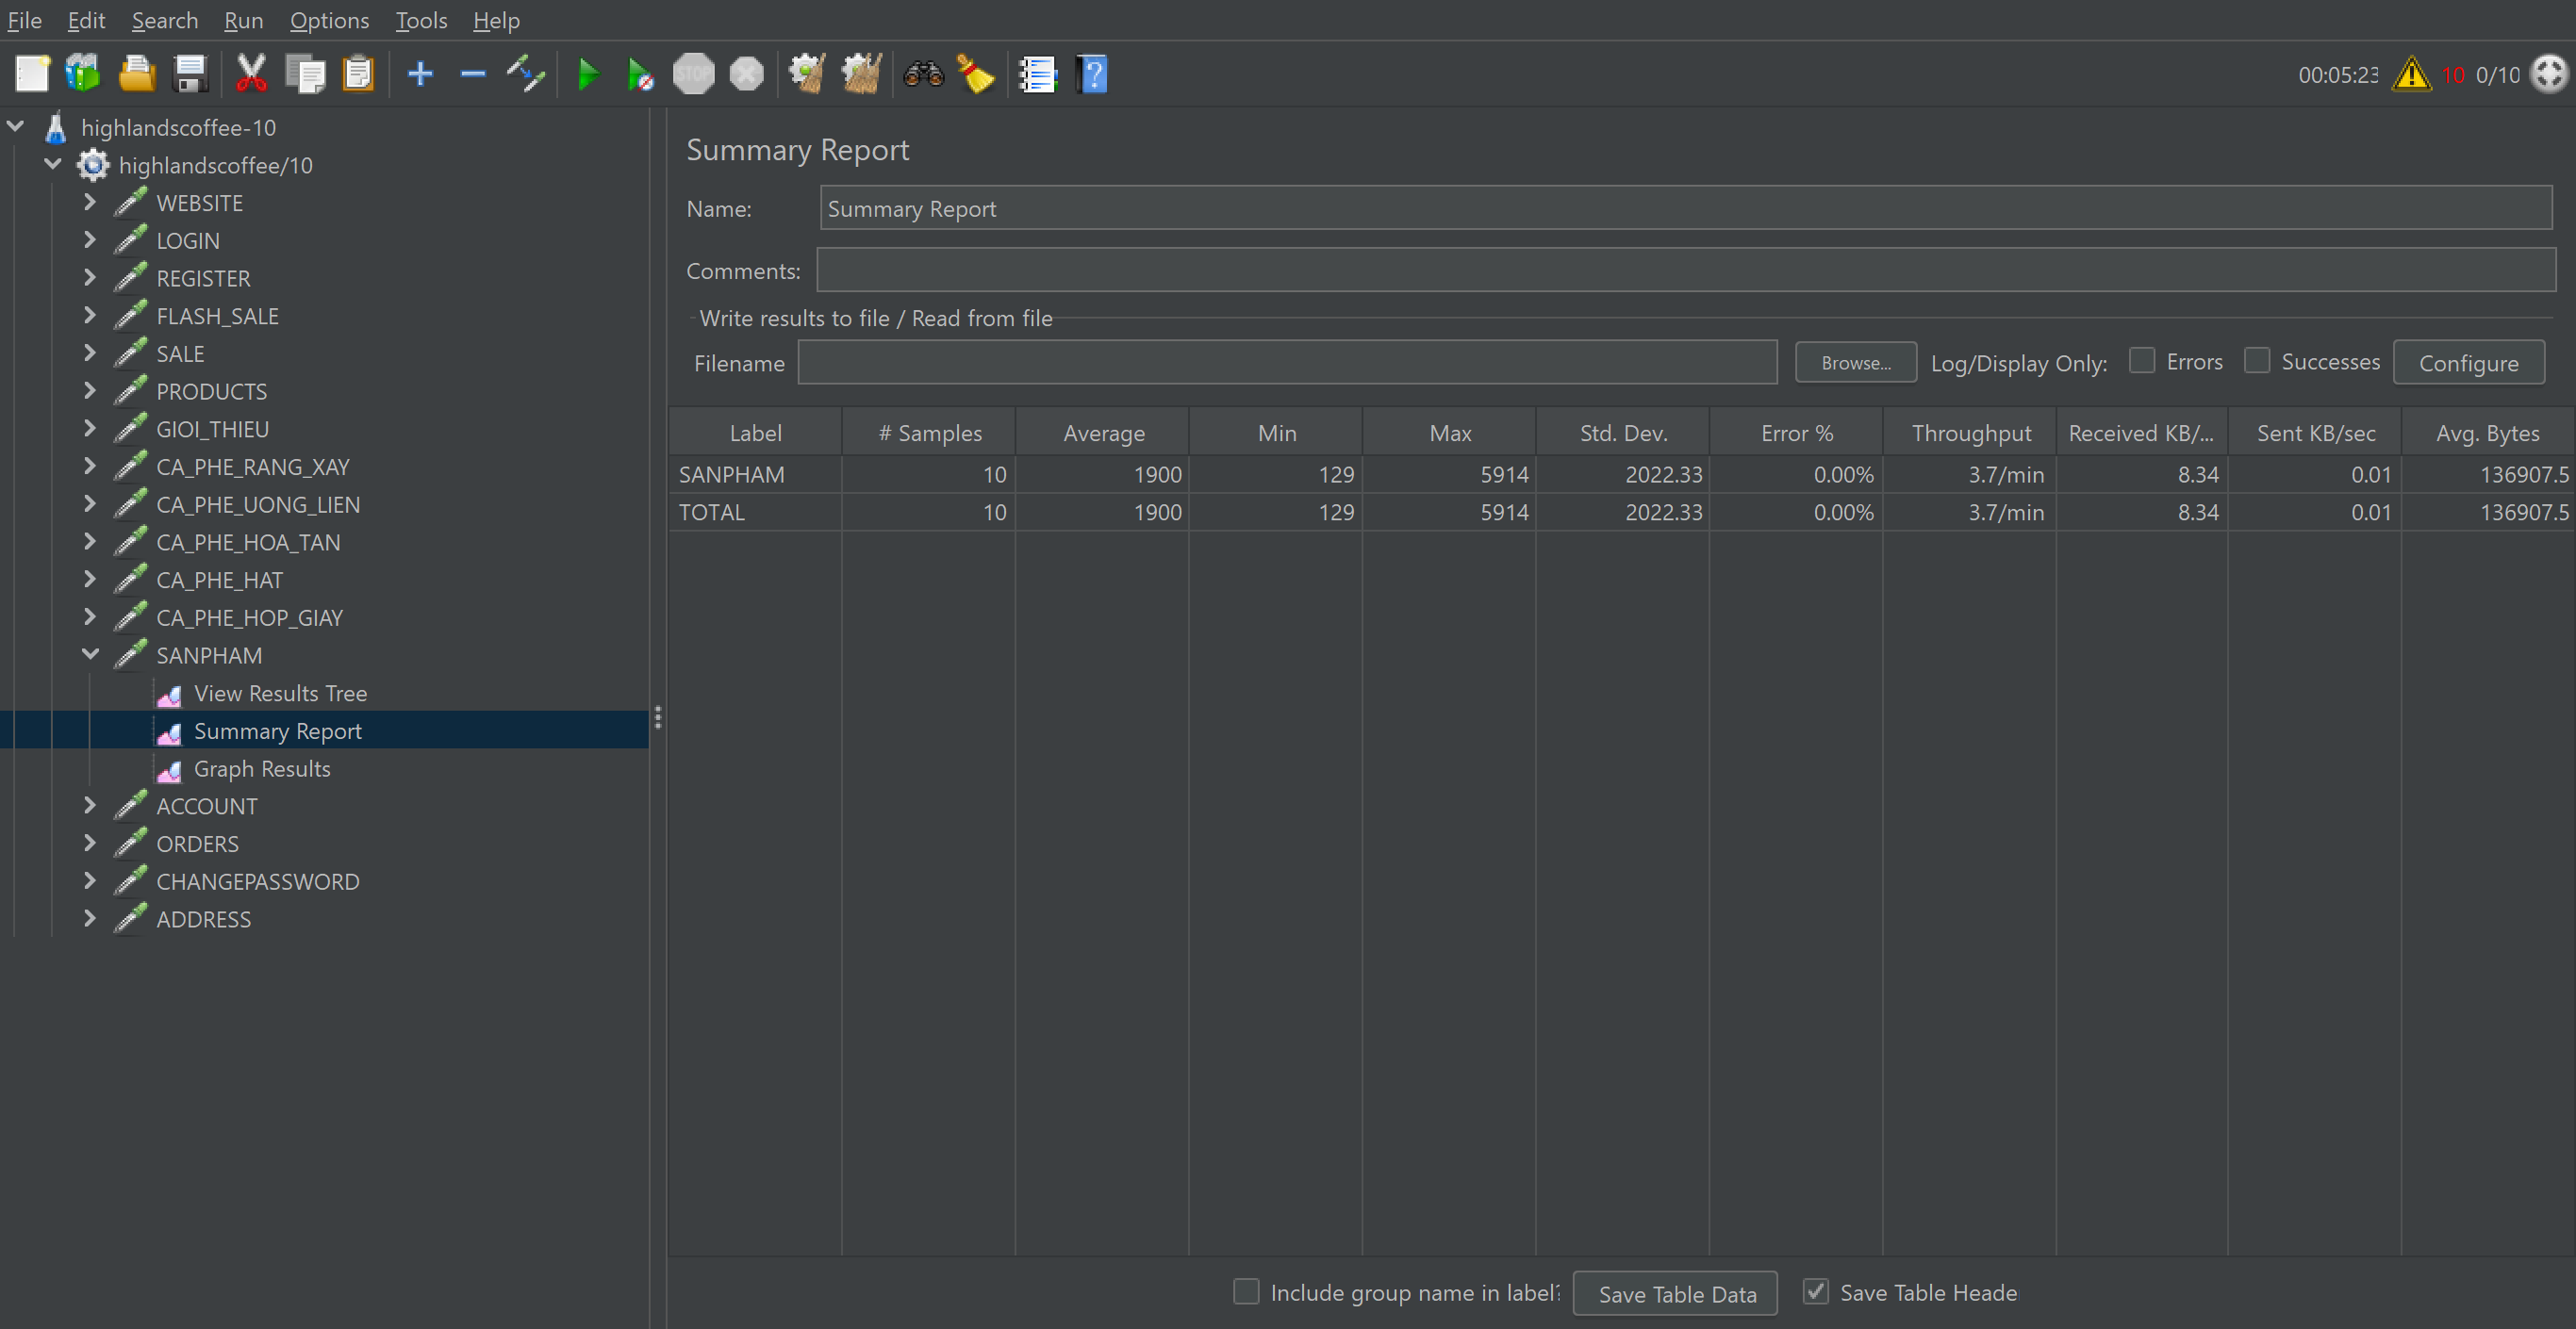 File Edit Search Run Options Tools Help
STOP 00:05:23 10 0/10
highlandscoffee-10
highlandscoffee/10
WEBSITE
LOGIN
REGISTER
FLASH_SALE
SALE
PRODUCTS
GIOI_THIEU
CA_PHE_RANG_XAY
CA_PHE_UONG_LIEN
CA_PHE_HOA_TAN
CA_PHE_HAT
CA_PHE_HOP_GIAY
SANPHAM
View Results Tree
Summary Report
Graph Results
ACCOUNT
ORDERS
CHANGEPASSWORD
ADDRESS
Summary Report
Name: Summary Report
Comments:
Write results to file / Read from file
Filename Browse... Log/Display Only: Errors Successes Configure
Label # Samples Average Min Max Std. Dev. Error % Throughput Received KB/... Sent KB/sec Avg. Bytes
SANPHAM 10 1900 129 5914 2022.33 0.00% 3.7/min 8.34 0.01 136907.5
TOTAL 10 1900 129 5914 2022.33 0.00% 3.7/min 8.34 0.01 136907.5
Include group name in label? Save Table Data Save Table Heade